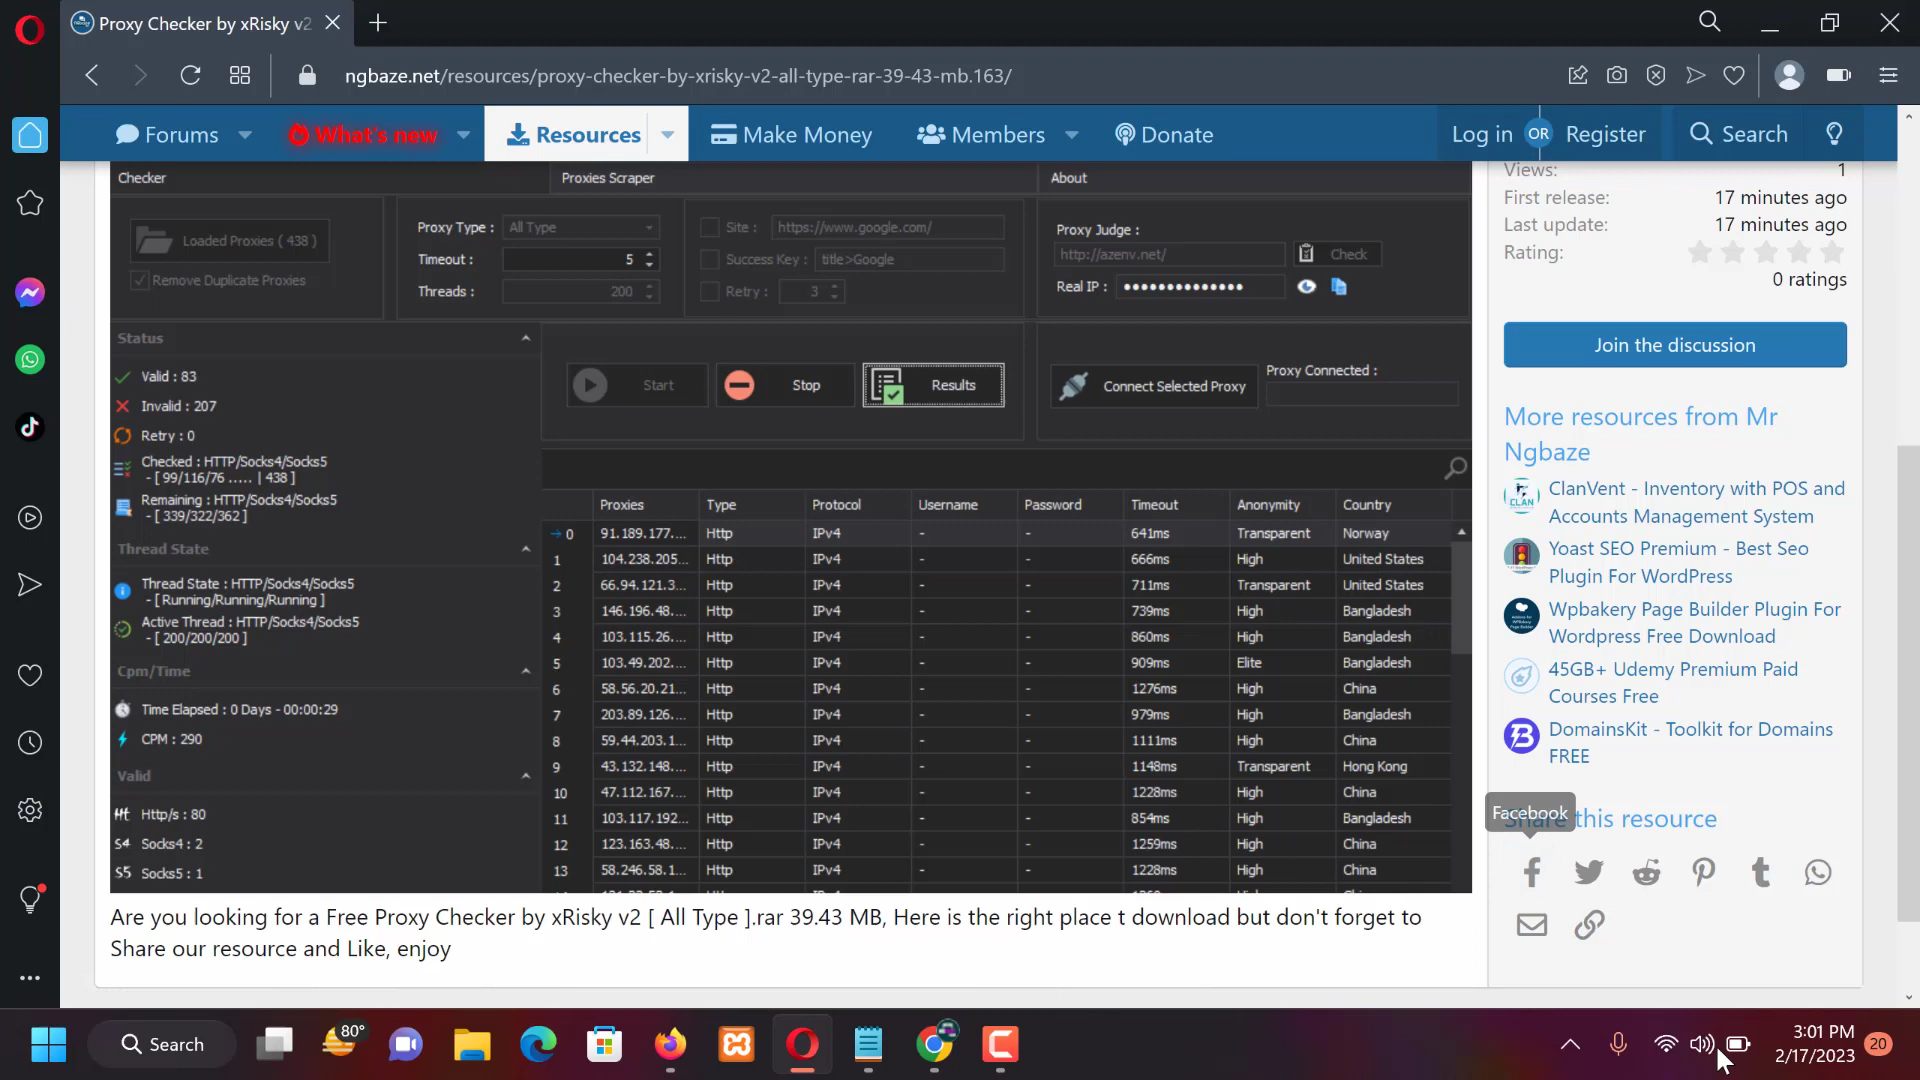 Proxy Checker by xRisky v2
ngbaze.net/resources/proxy-checker-by-xrisky-v2-all-type-rar-39-43-mb.163/
Forums
What's new
Resources
Make Money
Members
Donate
Log in OR Register
Search
Checker
Proxies Scraper
About
Loaded Proxies ( 438 )
Remove Duplicate Proxies
Proxy Type : All Type
Timeout : 5
Threads : 200
Site : https://www.google.com/
Success Key : title>Google
Retry : 3
Proxy Judge :
http://azenv.net/
Check
Real IP : ••••••••••••••
Status
Valid : 83
Invalid : 207
Retry : 0
Checked : HTTP/Socks4/Socks5
- [ 99/116/76 ..... | 438 ]
Remaining : HTTP/Socks4/Socks5
- [ 339/322/362 ]
Thread State
Thread State : HTTP/Socks4/Socks5
- [ Running/Running/Running ]
Active Thread : HTTP/Socks4/Socks5
- [ 200/200/200 ]
Cpm/Time
Time Elapsed : 0 Days - 00:00:29
CPM : 290
Valid
Htt Http/s : 80
S4 Socks4 : 2
S5 Socks5 : 1
Start
Stop
Results
Connect Selected Proxy
Proxy Connected :
Proxies Type Protocol Username Password Timeout Anonymity Country
0 91.189.177.... Http IPv4 - - 641ms Transparent Norway
1 104.238.205... Http IPv4 - - 666ms High United States
2 66.94.121.3... Http IPv4 - - 711ms Transparent United States
3 146.196.48.... Http IPv4 - - 739ms High Bangladesh
4 103.115.26.... Http IPv4 - - 860ms High Bangladesh
5 103.49.202.... Http IPv4 - - 909ms Elite Bangladesh
6 58.56.20.21... Http IPv4 - - 1276ms High China
7 203.89.126.... Http IPv4 - - 979ms High Bangladesh
8 59.44.203.1... Http IPv4 - - 1111ms High China
9 43.132.148.... Http IPv4 - - 1148ms Transparent Hong Kong
10 47.112.167.... Http IPv4 - - 1228ms High China
11 103.117.192... Http IPv4 - - 854ms High Bangladesh
12 123.163.48.... Http IPv4 - - 1259ms High China
13 58.246.58.1... Http IPv4 - - 1228ms High China
Are you looking for a Free Proxy Checker by xRisky v2 [ All Type ].rar 39.43 MB, Here is the right place t download but don't forget to
Share our resource and Like, enjoy
Views: 1
First release: 17 minutes ago
Last update: 17 minutes ago
Rating:
0 ratings
Join the discussion
More resources from Mr
Ngbaze
ClanVent - Inventory with POS and
Accounts Management System
Yoast SEO Premium - Best Seo
Plugin For WordPress
Wpbakery Page Builder Plugin For
Wordpress Free Download
45GB+ Udemy Premium Paid
Courses Free
DomainsKit - Toolkit for Domains
FREE
Facebook
this resource
Search
80°
3:01 PM
2/17/2023
20